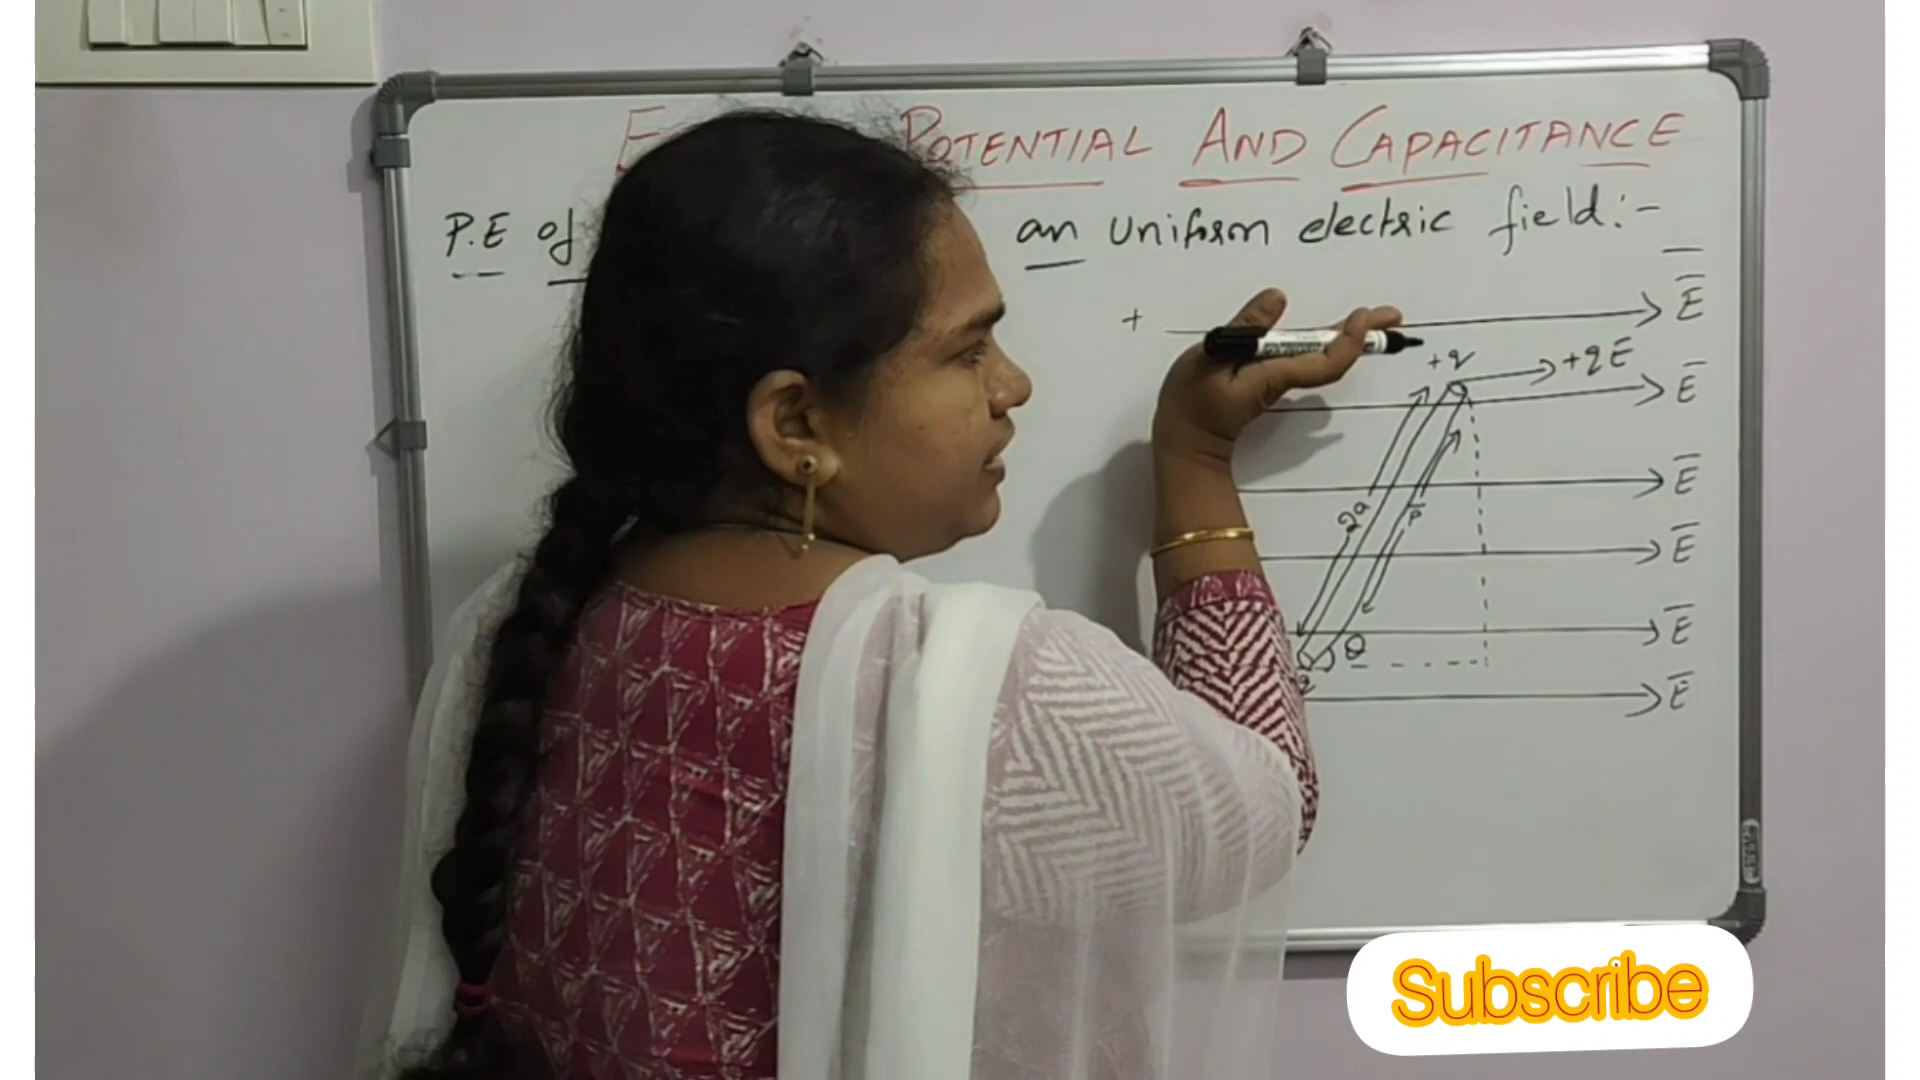 POTENTIAL AND CAPACITANCE
P.E of an uniform electric field:-
+
E̅
+q +qE̅
E̅
E̅
2a P̅
E̅
E̅
θ
E̅
Subscribe